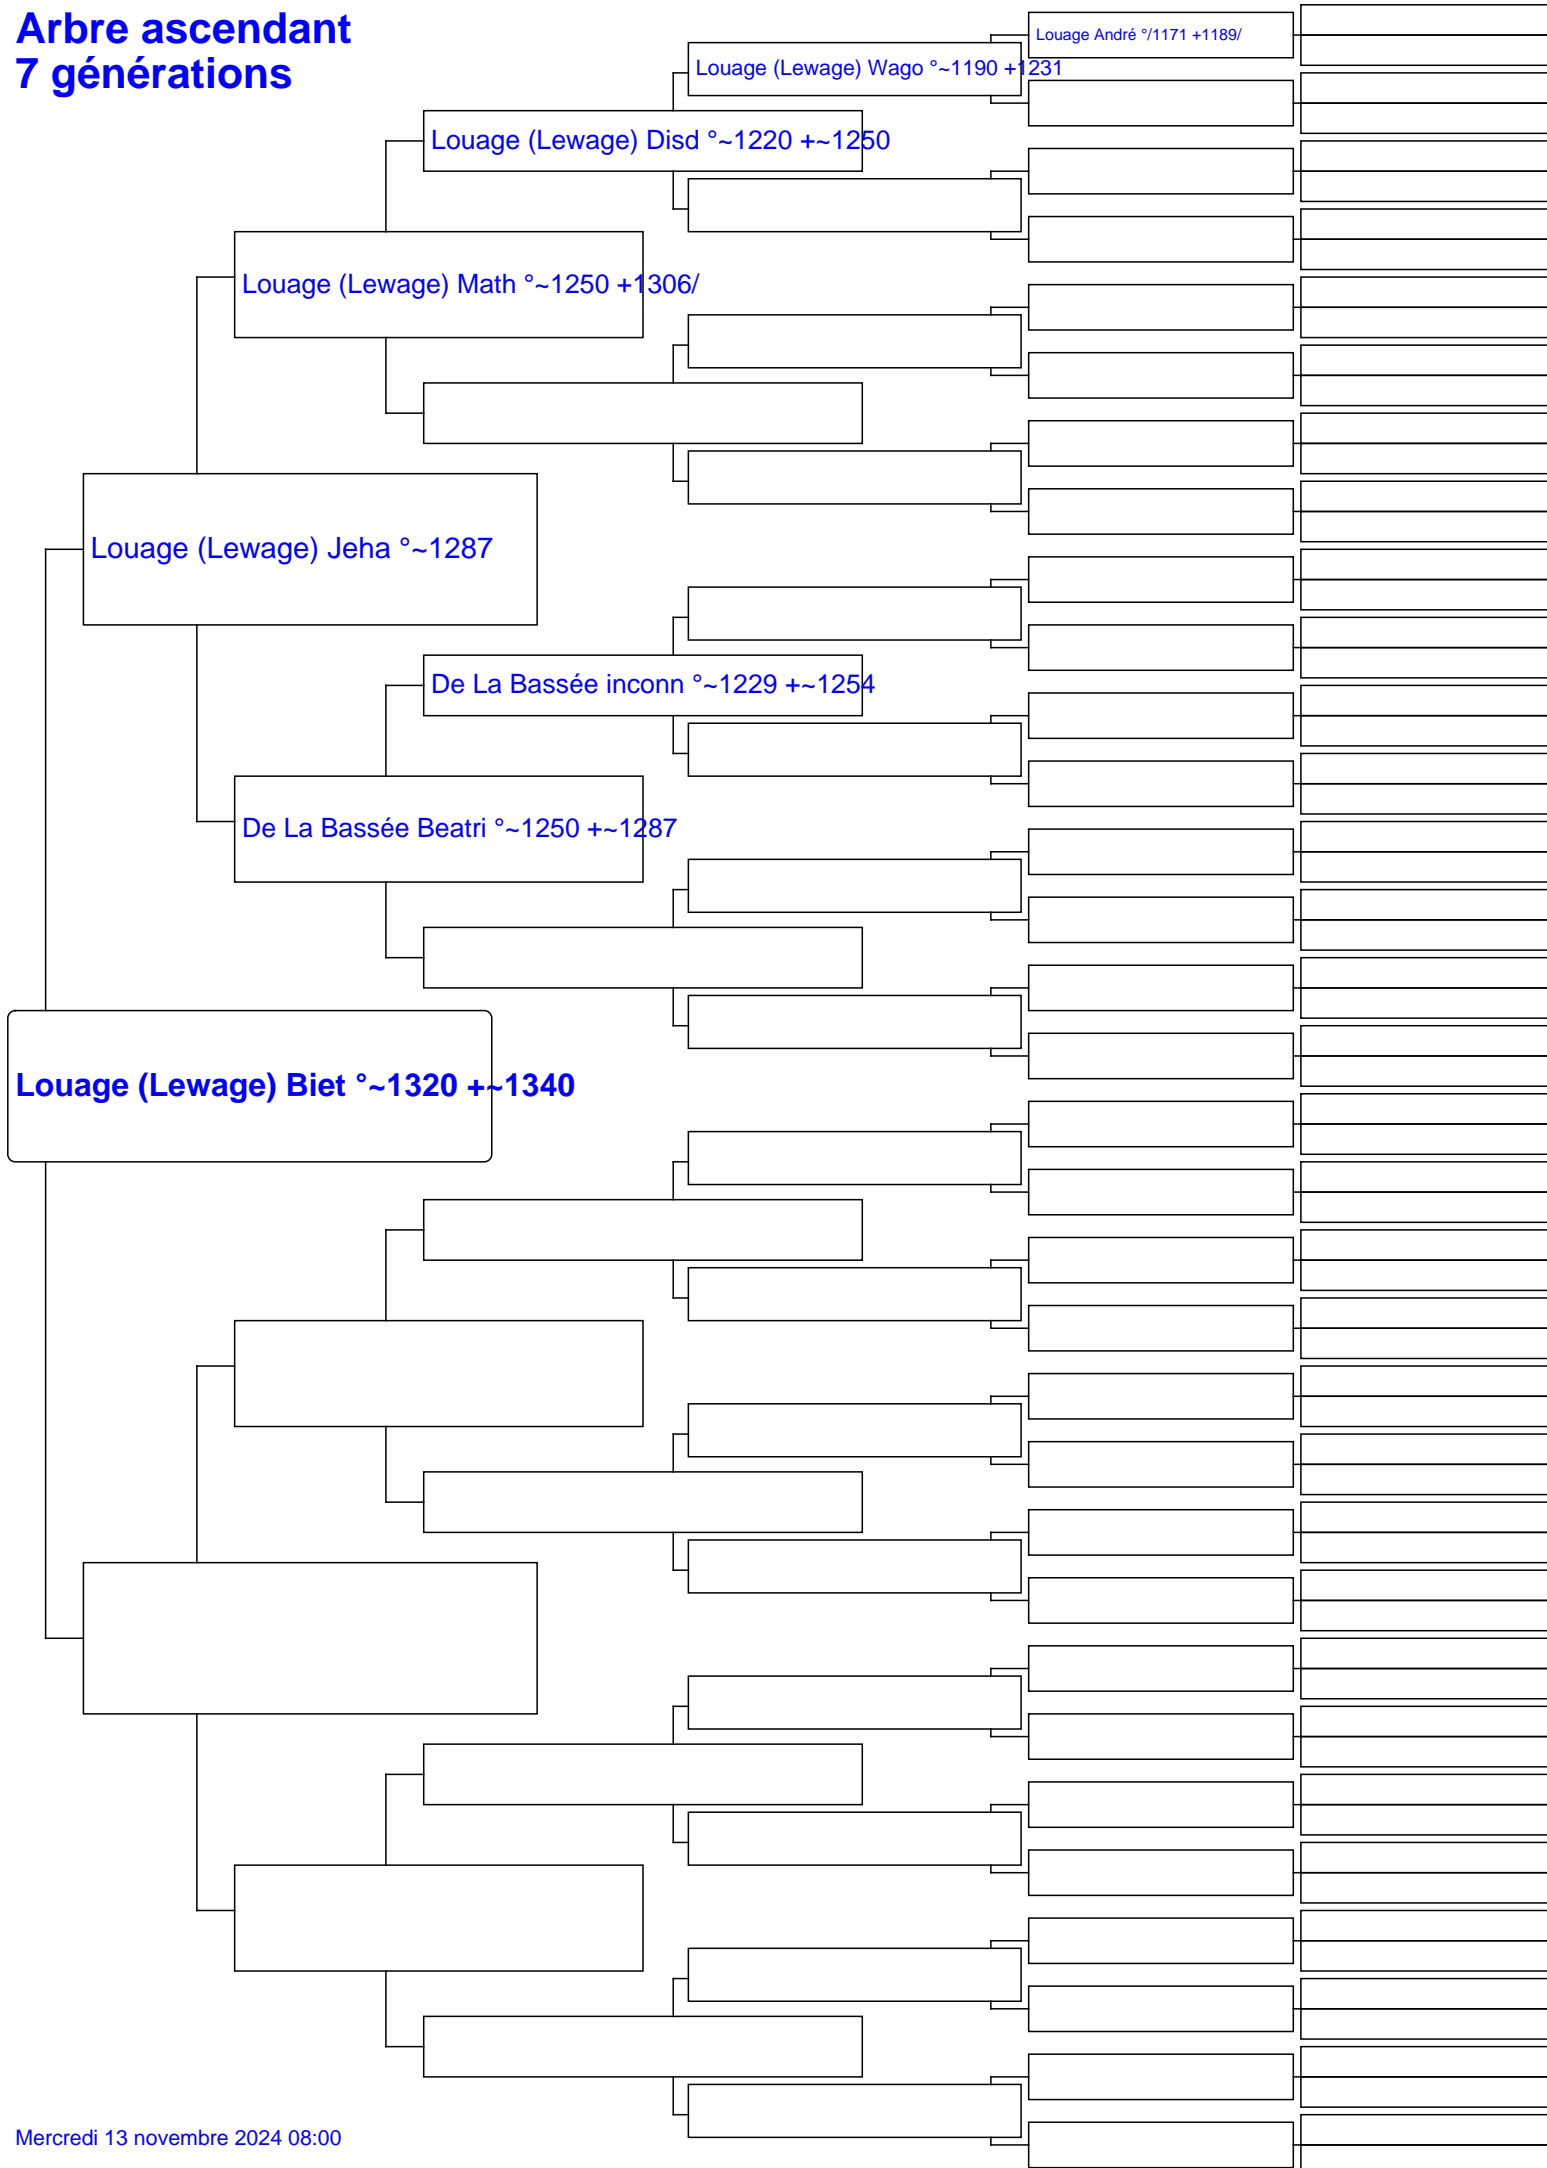 Arbre ascendant
7 générations
Louage André °/1171 +1189/
Louage (Lewage) Wago °~1190 +1231
Louage (Lewage) Disd °~1220 +~1250
Louage (Lewage) Math °~1250 +1306/
Louage (Lewage) Jeha °~1287
De La Bassée inconn °~1229 +~1254
De La Bassée Beatri °~1250 +~1287
Louage (Lewage) Biet °~1320 +~1340
Mercredi 13 novembre 2024 08:00